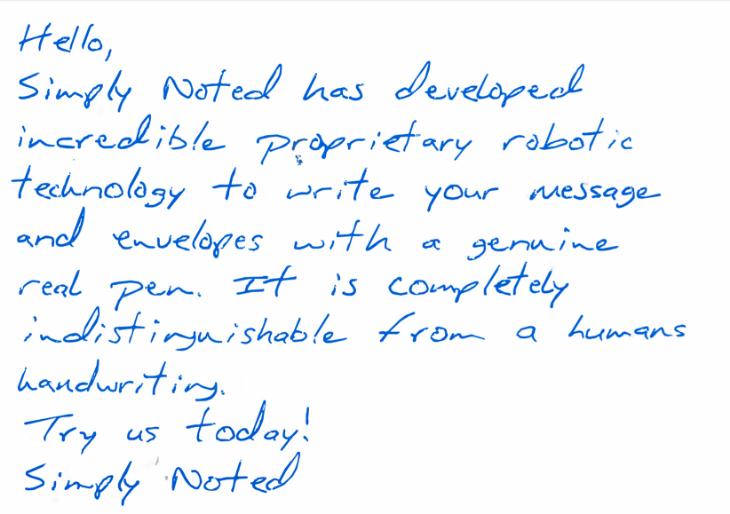 Hello,
Simply Noted has developed
incredible proprietary robotic
technology to write your message
and envelopes with a genuine
real pen. It is completely
indistinguishable from a humans
handwriting.
Try us today!
Simply Noted